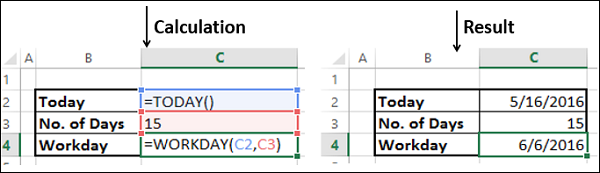 Calculation Result
A B C A B C
1 1
2 Today =TODAY() 2 Today 5/16/2016
3 No. of Days 15 3 No. of Days 15
4 Workday =WORKDAY(C2,C3) 4 Workday 6/6/2016